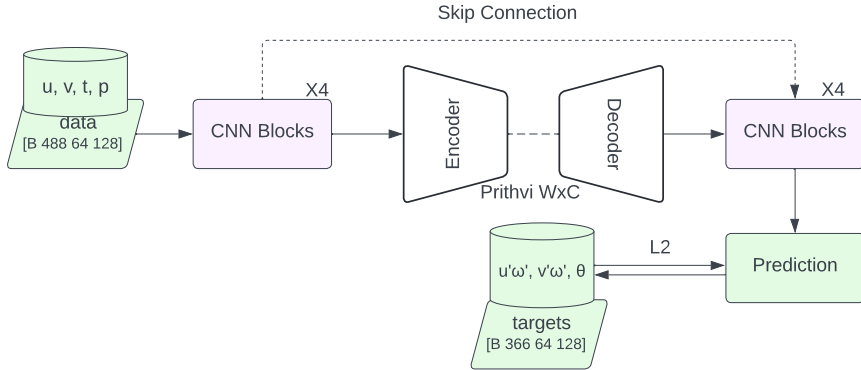 Skip Connection
u, v, t, p
data
[B 488 64 128]
X4
CNN Blocks
Encoder
Decoder
Prithvi WxC
X4
CNN Blocks
L2
Prediction
u'ω', v'ω', θ
targets
[B 366 64 128]